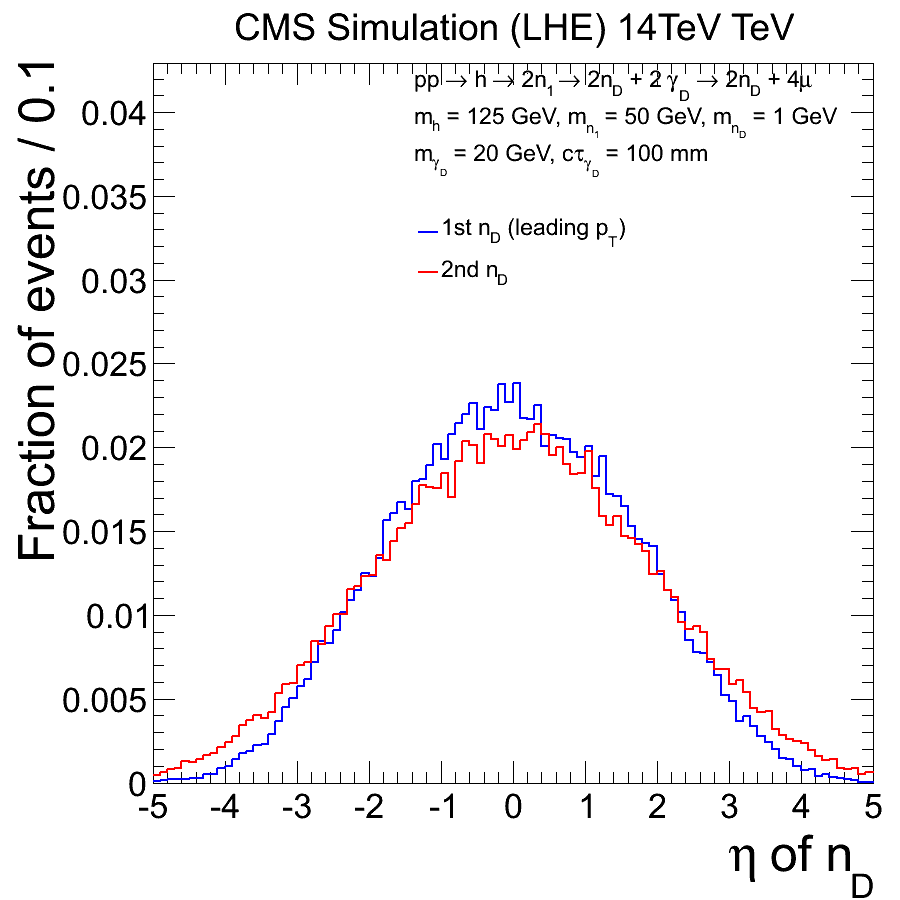 CMS Simulation (LHE) 14TeV TeV
pp → h → 2n₁ → 2n_D + 2 γ_D → 2n_D + 4μ
m_h = 125 GeV, m_n₁ = 50 GeV, m_n_D = 1 GeV
m_γ_D = 20 GeV, cτ_γ_D = 100 mm
1st n_D (leading p_T)
2nd n_D
Fraction of events / 0.1
0.04
0.035
0.03
0.025
0.02
0.015
0.01
0.005
0
-5 -4 -3 -2 -1 0 1 2 3 4 5
η of n_D